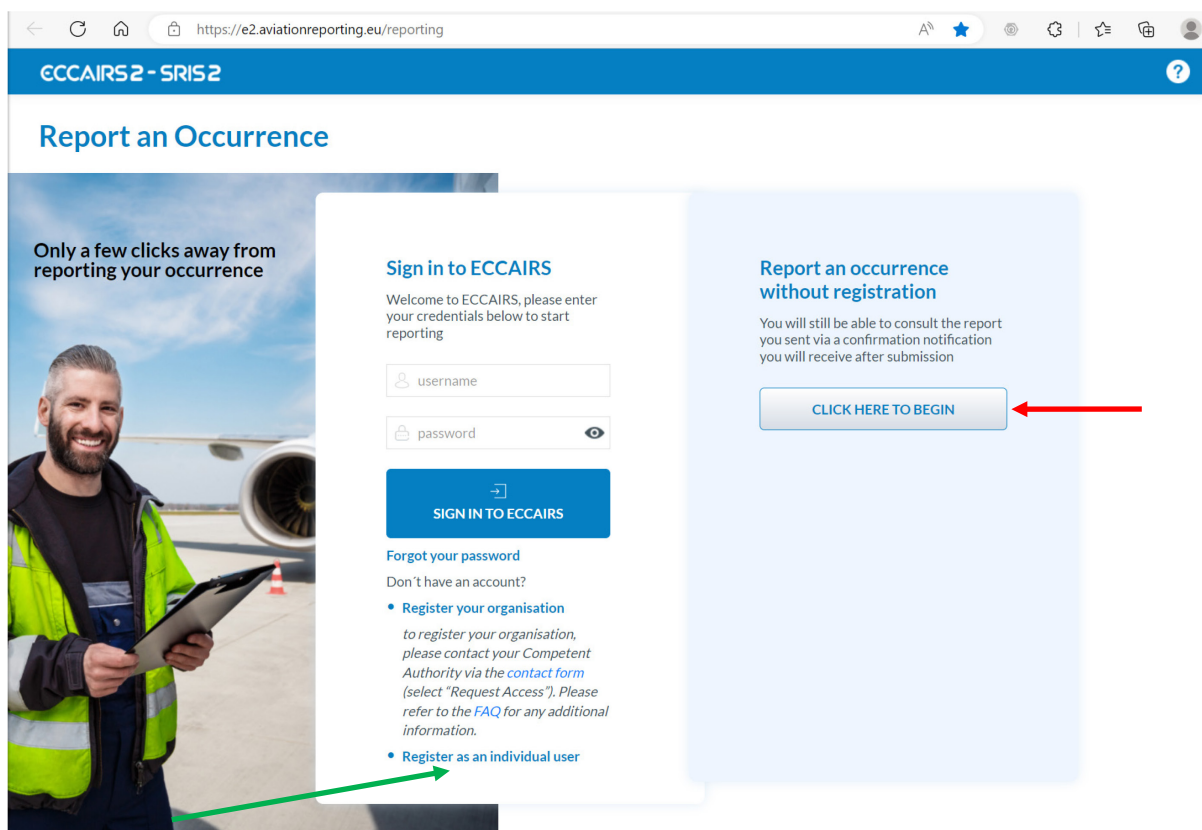 https://e2.aviationreporting.eu/reporting
ECCAIRS 2 - SRIS 2
?
Report an Occurrence
Only a few clicks away from
reporting your occurrence
Sign in to ECCAIRS
Welcome to ECCAIRS, please enter
your credentials below to start
reporting
username
password
SIGN IN TO ECCAIRS
Forgot your password
Don´t have an account?
• Register your organisation
to register your organisation,
please contact your Competent
Authority via the contact form
(select “Request Access”). Please
refer to the FAQ for any additional
information.
• Register as an individual user
Report an occurrence
without registration
You will still be able to consult the report
you sent via a confirmation notification
you will receive after submission
CLICK HERE TO BEGIN